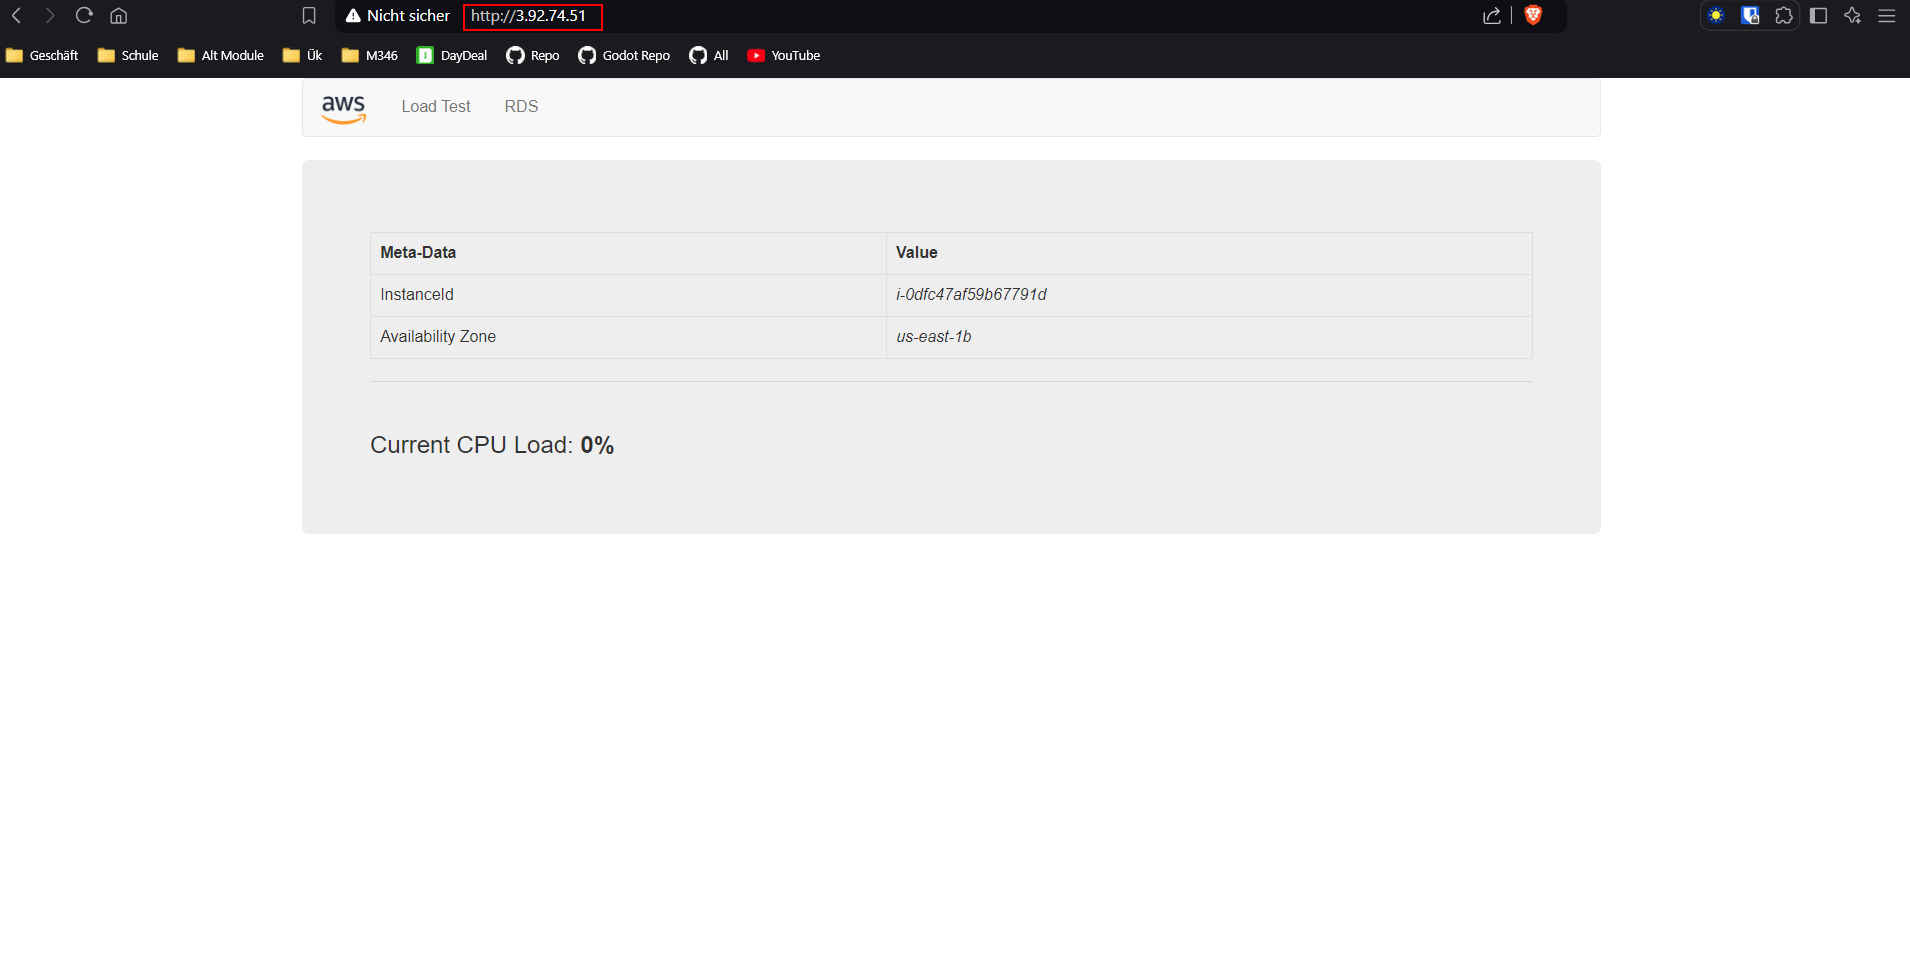 Nicht sicher http://3.92.74.51
Geschäft Schule Alt Module Ük M346 DayDeal Repo Godot Repo All YouTube
aws Load Test RDS
Meta-Data Value
InstanceId i-0dfc47af59b67791d
Availability Zone us-east-1b
Current CPU Load: 0%